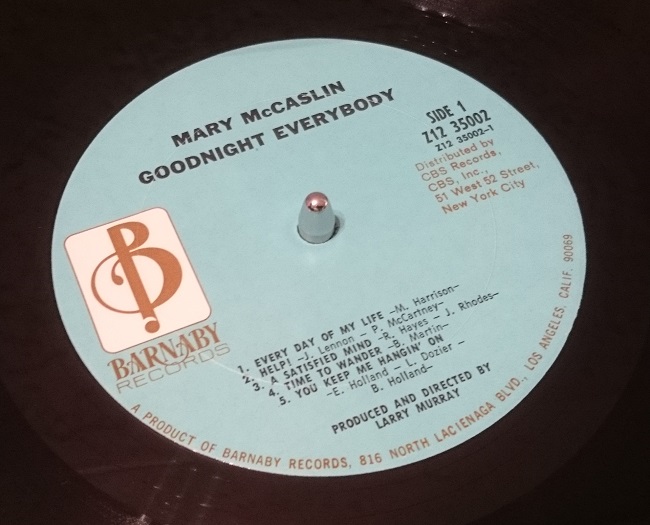 MARY McCASLIN
GOODNIGHT EVERYBODY
SIDE 1
Z12 35002
Z12 35002-1
Distributed by
CBS Records,
CBS, Inc.,
51 West 52 Street,
New York City
B
BARNABY
RECORDS
1. EVERY DAY OF MY LIFE –M. Harrison–
2. HELP! –J. Lennon – P. McCartney–
3. A SATISFIED MIND –R. Hayes – J. Rhodes–
4. TIME TO WANDER –B. Martin–
5. YOU KEEP ME HANGIN' ON
–E. Holland – L. Dozier –
B. Holland–
PRODUCED AND DIRECTED BY
LARRY MURRAY
A PRODUCT OF BARNABY RECORDS, 816 NORTH LACIENAGA BLVD., LOS ANGELES, CALIF. 90069